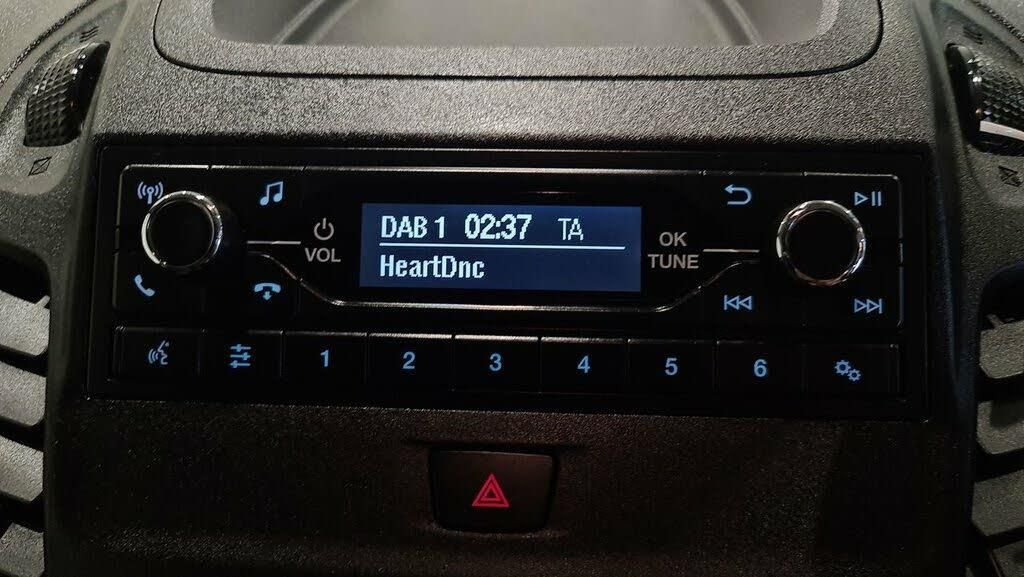 DAB 1 02:37 TA
HeartDnc
VOL
OK
TUNE
1 2 3 4 5 6